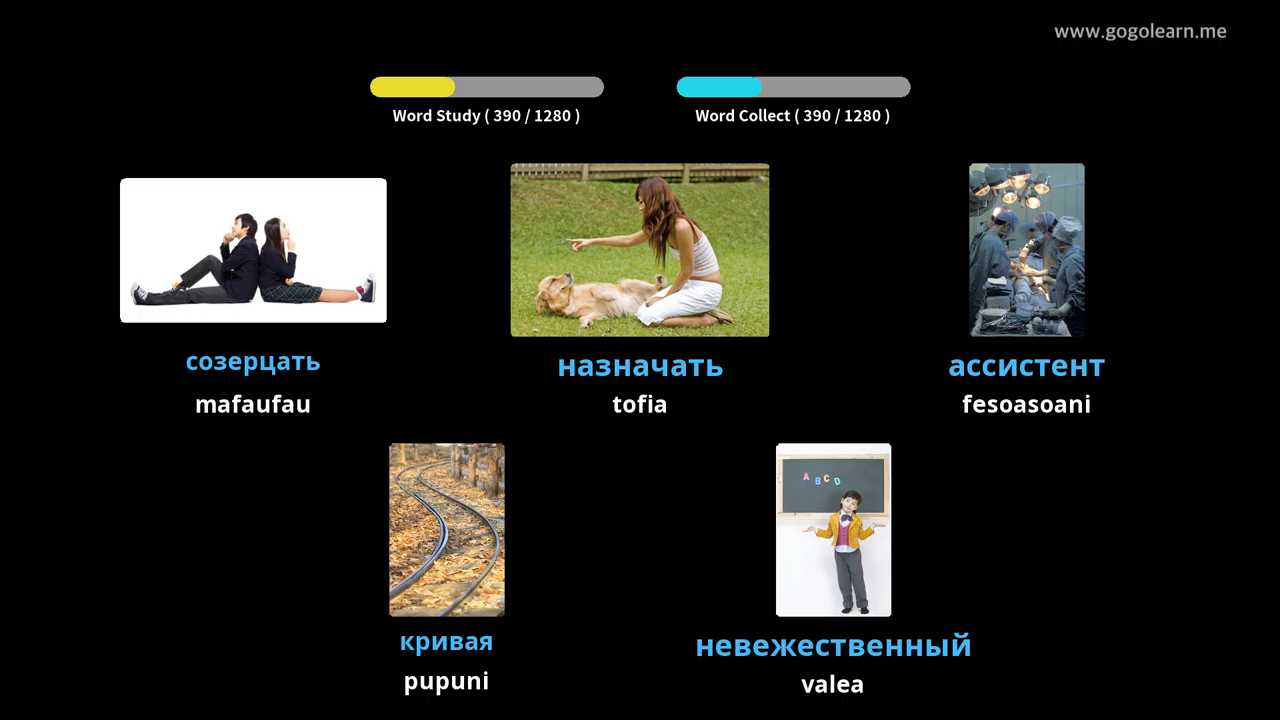 www.gogolearn.me
Word Study ( 390 / 1280 )
Word Collect ( 390 / 1280 )
созерцать
mafaufau
назначать
tofia
ассистент
fesoasoani
A B C D
кривая
pupuni
невежественный
valea